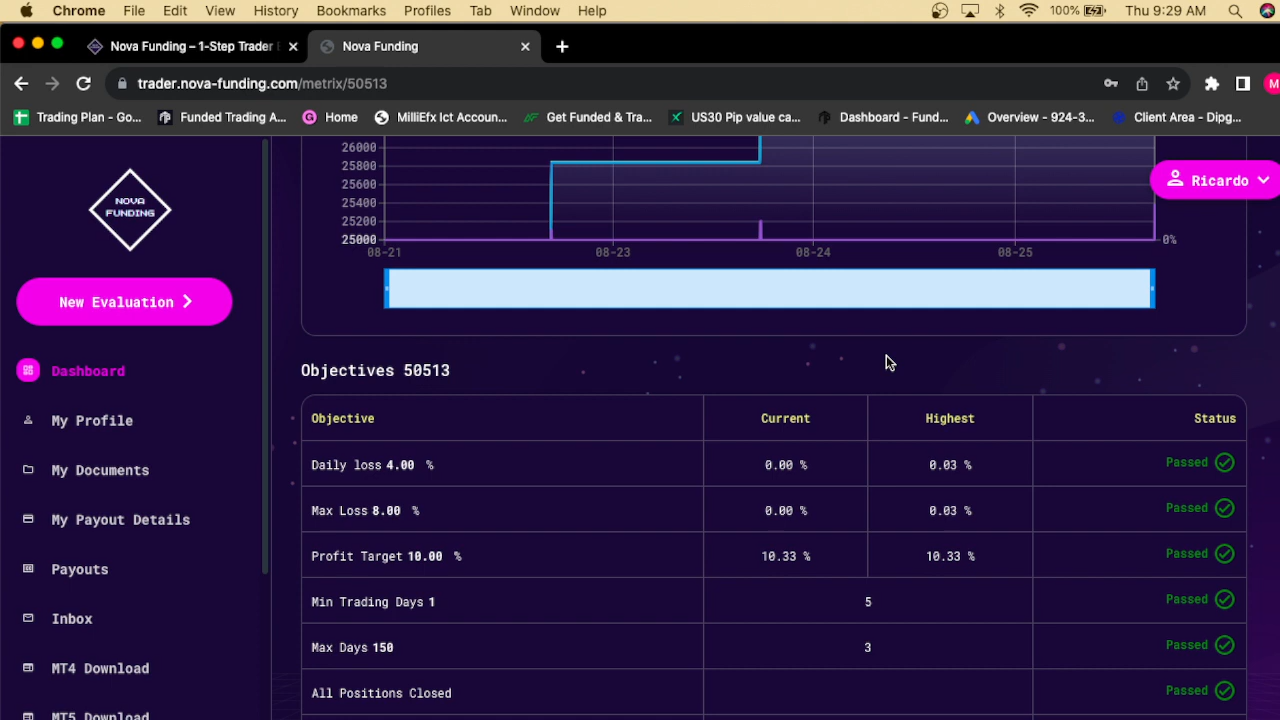 Chrome File Edit View History Bookmarks Profiles Tab Window Help 100% Thu 9:29 AM
Nova Funding – 1-Step Trader E Nova Funding
trader.nova-funding.com/metrix/50513 M
Trading Plan - Go... Funded Trading A... Home MilliEfx Ict Accoun... Get Funded & Tra... US30 Pip value ca... Dashboard - Fund... Overview - 924-3... Client Area - Dipg...
NOVA
FUNDING
New Evaluation
Dashboard
My Profile
My Documents
My Payout Details
Payouts
Inbox
MT4 Download
MT5 Download
Ricardo
26000
25800
25600
25400
25200
25000 0%
08-21 08-23 08-24 08-25
Objectives 50513
Objective Current Highest Status
Daily loss 4.00 % 0.00 % 0.03 % Passed
Max Loss 8.00 % 0.00 % 0.03 % Passed
Profit Target 10.00 % 10.33 % 10.33 % Passed
Min Trading Days 1 5 Passed
Max Days 150 3 Passed
All Positions Closed Passed